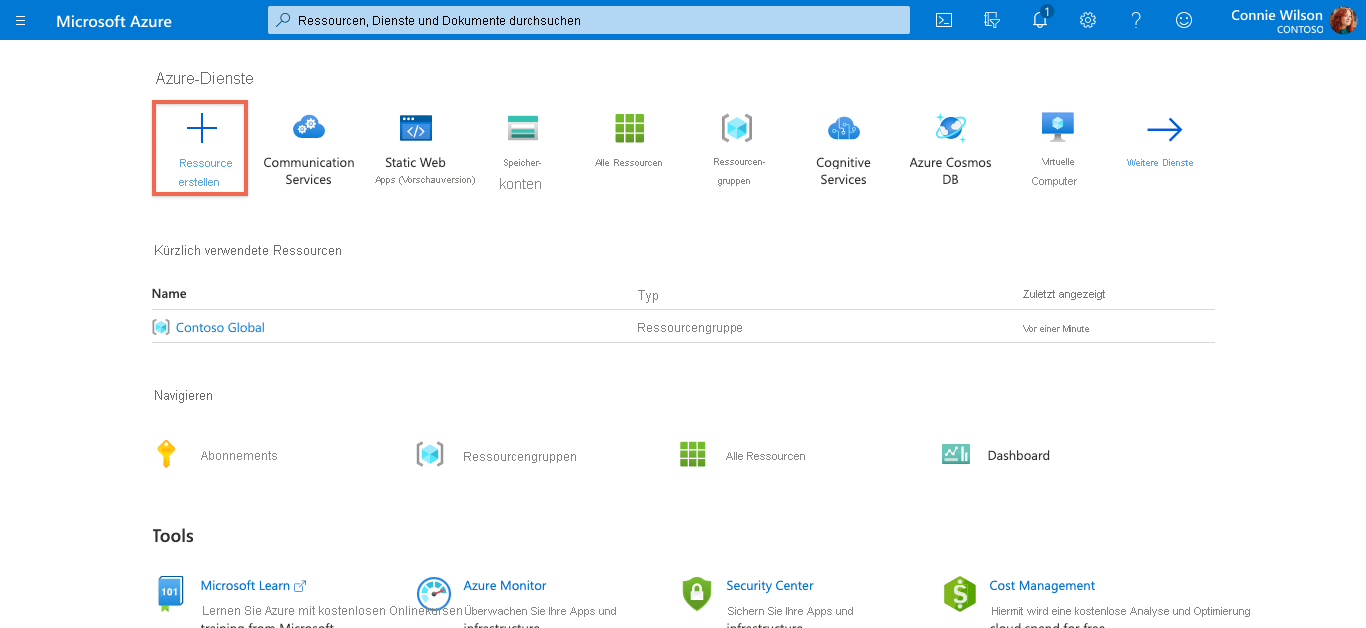 Microsoft Azure
Ressourcen, Dienste und Dokumente durchsuchen
1
Connie Wilson
CONTOSO
Azure-Dienste
Ressource
erstellen
Communication
Services
Static Web
Apps (Vorschauversion)
Speicher-
konten
Alle Ressourcen
Ressourcen-
gruppen
Cognitive
Services
Azure Cosmos
DB
Virtuelle
Computer
Weitere Dienste
Kürzlich verwendete Ressourcen
Name Typ Zuletzt angezeigt
Contoso Global Ressourcengruppe Vor einer Minute
Navigieren
Abonnements Ressourcengruppen Alle Ressourcen Dashboard
Tools
101
Microsoft Learn
Lernen Sie Azure mit kostenlosen Onlinekursen
training from Microsoft
Azure Monitor
Überwachen Sie Ihre Apps und
infrastructure
Security Center
Sichern Sie Ihre Apps und
infrastructure
Cost Management
Hiermit wird eine kostenlose Analyse und Optimierung
cloud spend for free